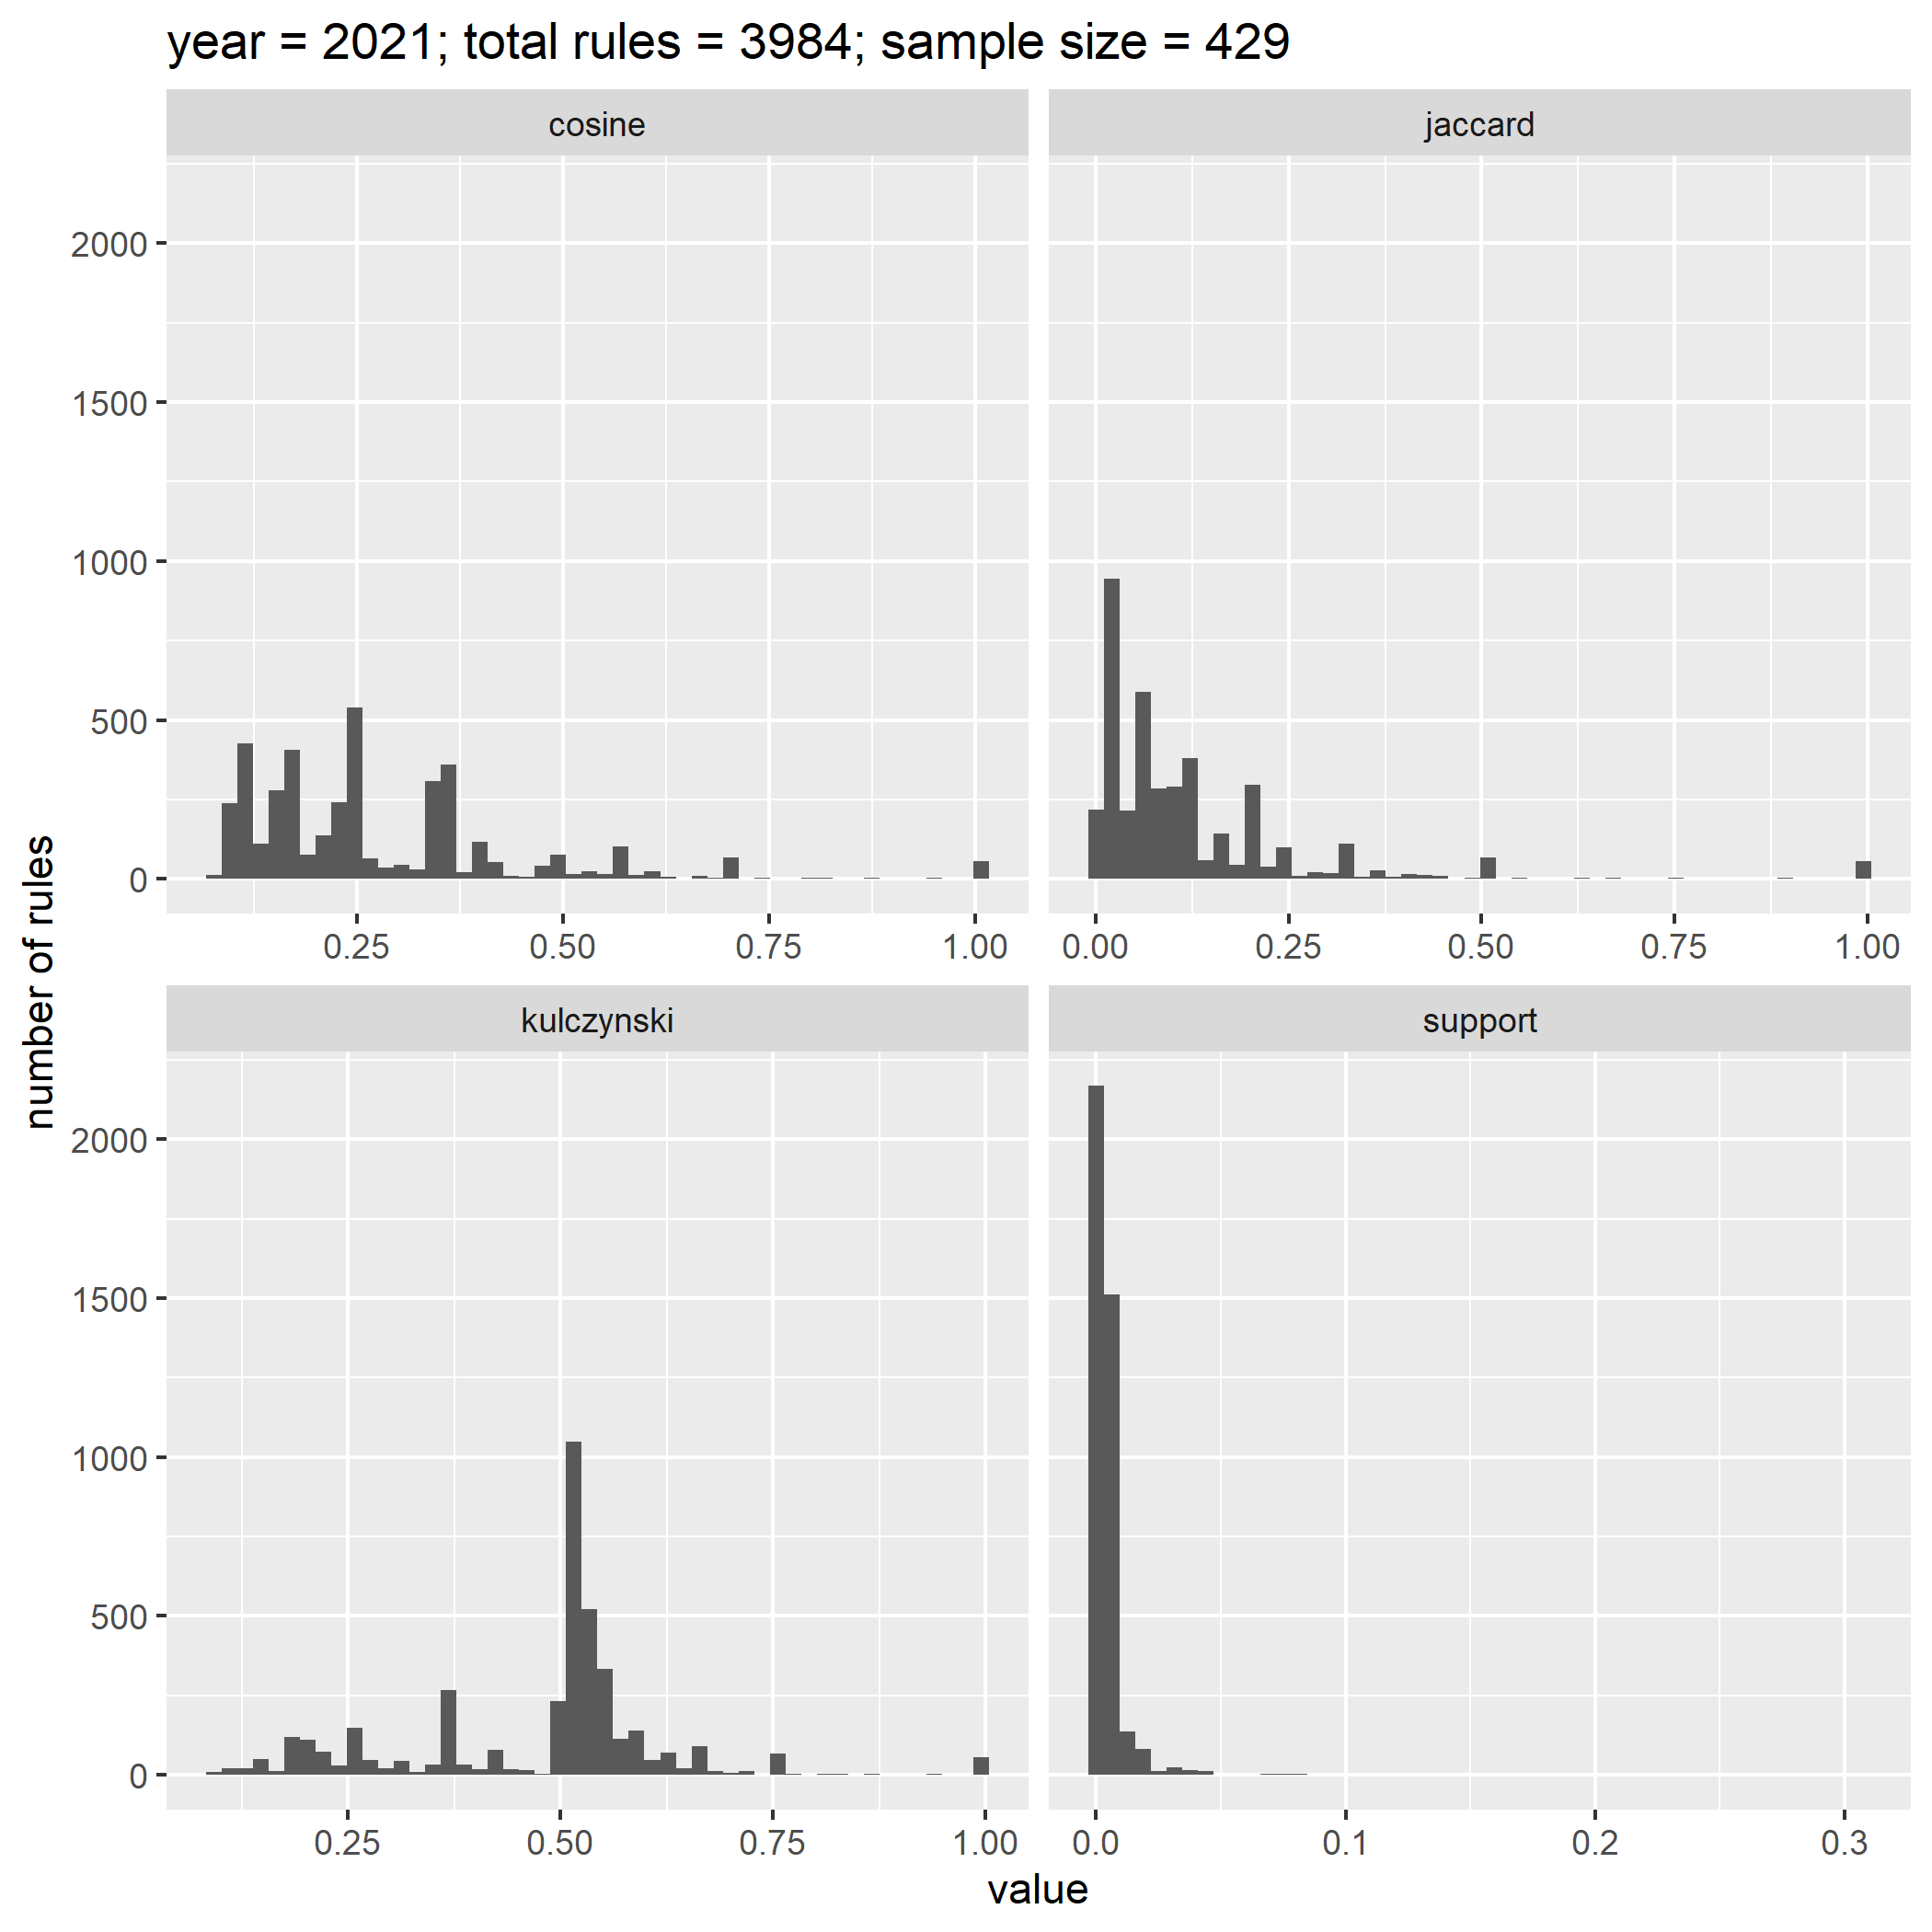 year = 2021; total rules = 3984; sample size = 429
cosine
jaccard
2000
1500
1000
500
0
0.25 0.50 0.75 1.00
0.00 0.25 0.50 0.75 1.00
kulczynski
support
2000
1500
1000
500
0
0.25 0.50 0.75 1.00
0.0 0.1 0.2 0.3
number of rules
value